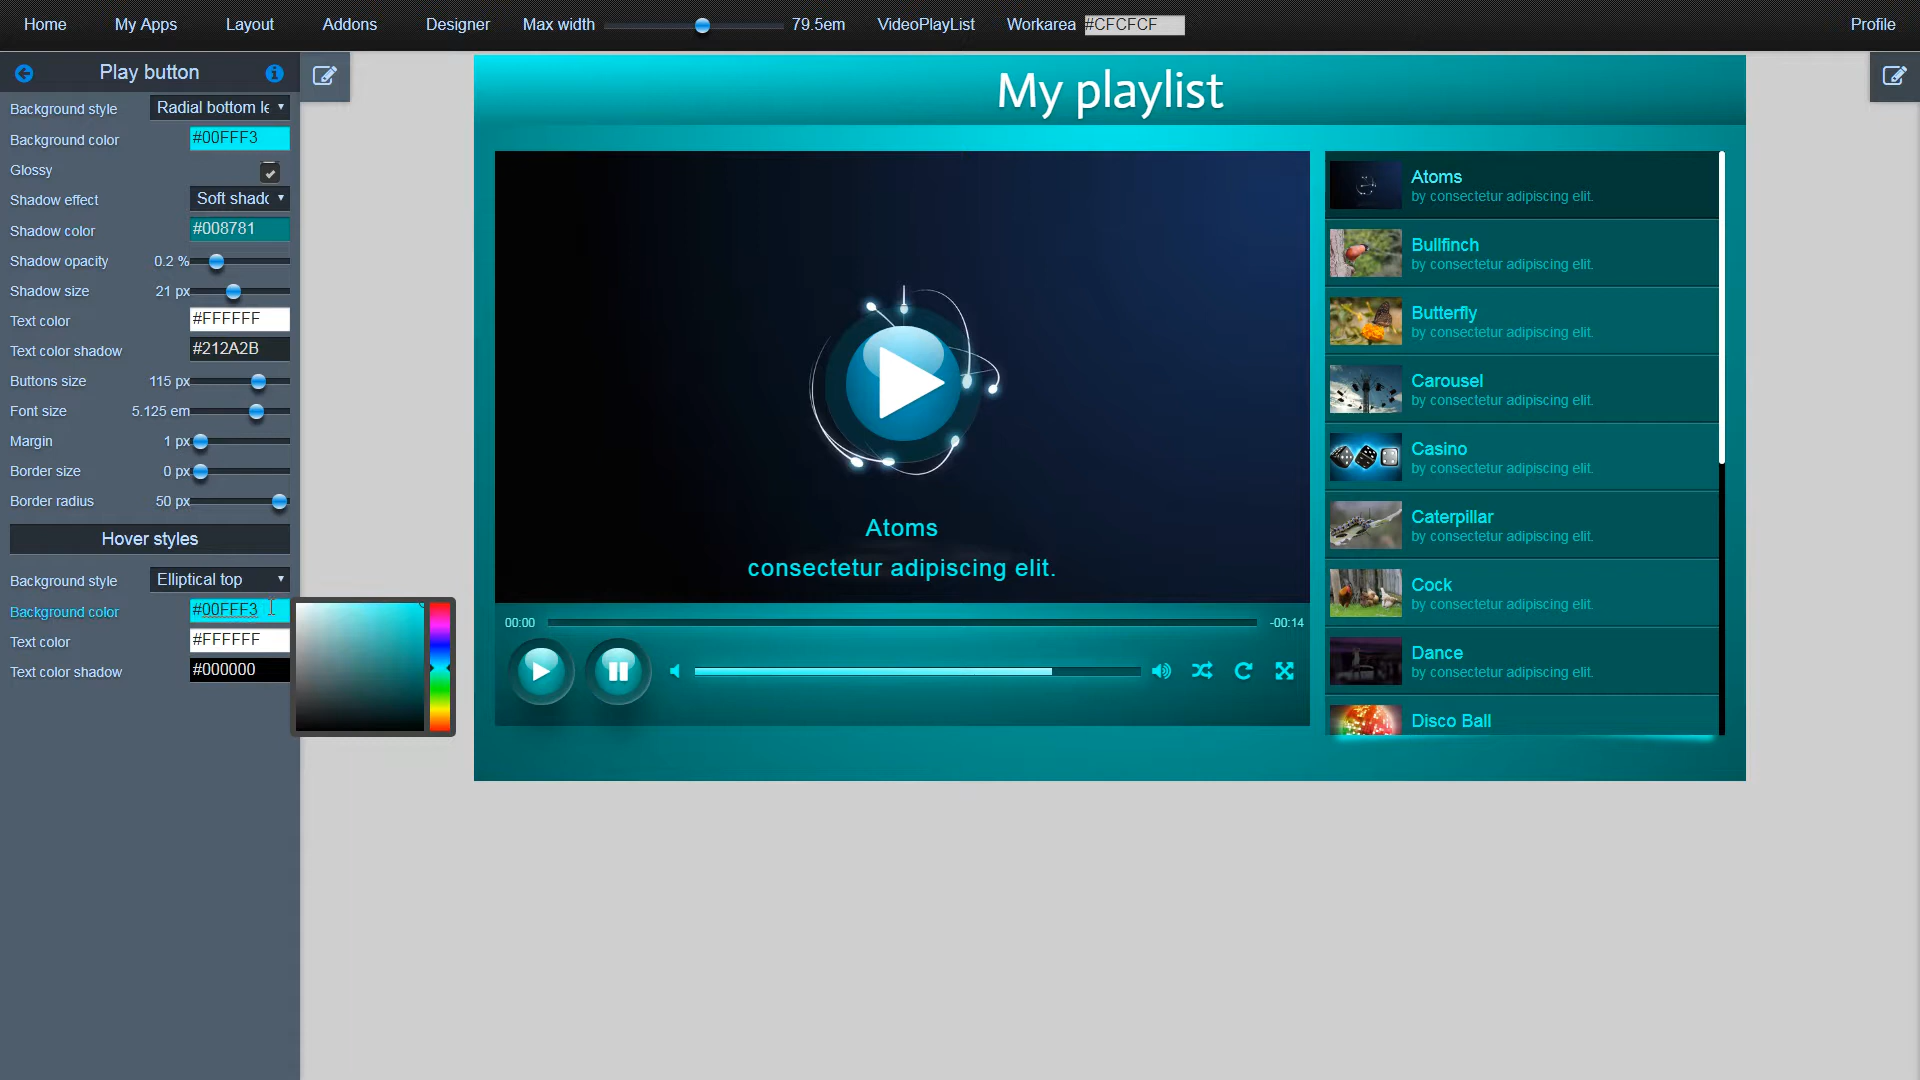 Home My Apps Layout Addons Designer Max width 79.5em VideoPlayList Workarea #CFCFCF Profile
Play button
Background style Radial bottom le
Background color #00FFF3
Glossy
Shadow effect Soft shado
Shadow color #008781
Shadow opacity 0.2 %
Shadow size 21 px
Text color #FFFFFF
Text color shadow #212A2B
Buttons size 115 px
Font size 5.125 em
Margin 1 px
Border size 0 px
Border radius 50 px
Hover styles
Background style Elliptical top
Background color #00FFF3
Text color #FFFFFF
Text color shadow #000000
My playlist
Atoms
consectetur adipiscing elit.
00:00 -00:14
Atoms
by consectetur adipiscing elit.
Bullfinch
by consectetur adipiscing elit.
Butterfly
by consectetur adipiscing elit.
Carousel
by consectetur adipiscing elit.
Casino
by consectetur adipiscing elit.
Caterpillar
by consectetur adipiscing elit.
Cock
by consectetur adipiscing elit.
Dance
by consectetur adipiscing elit.
Disco Ball